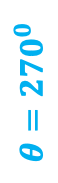 θ = 270⁰